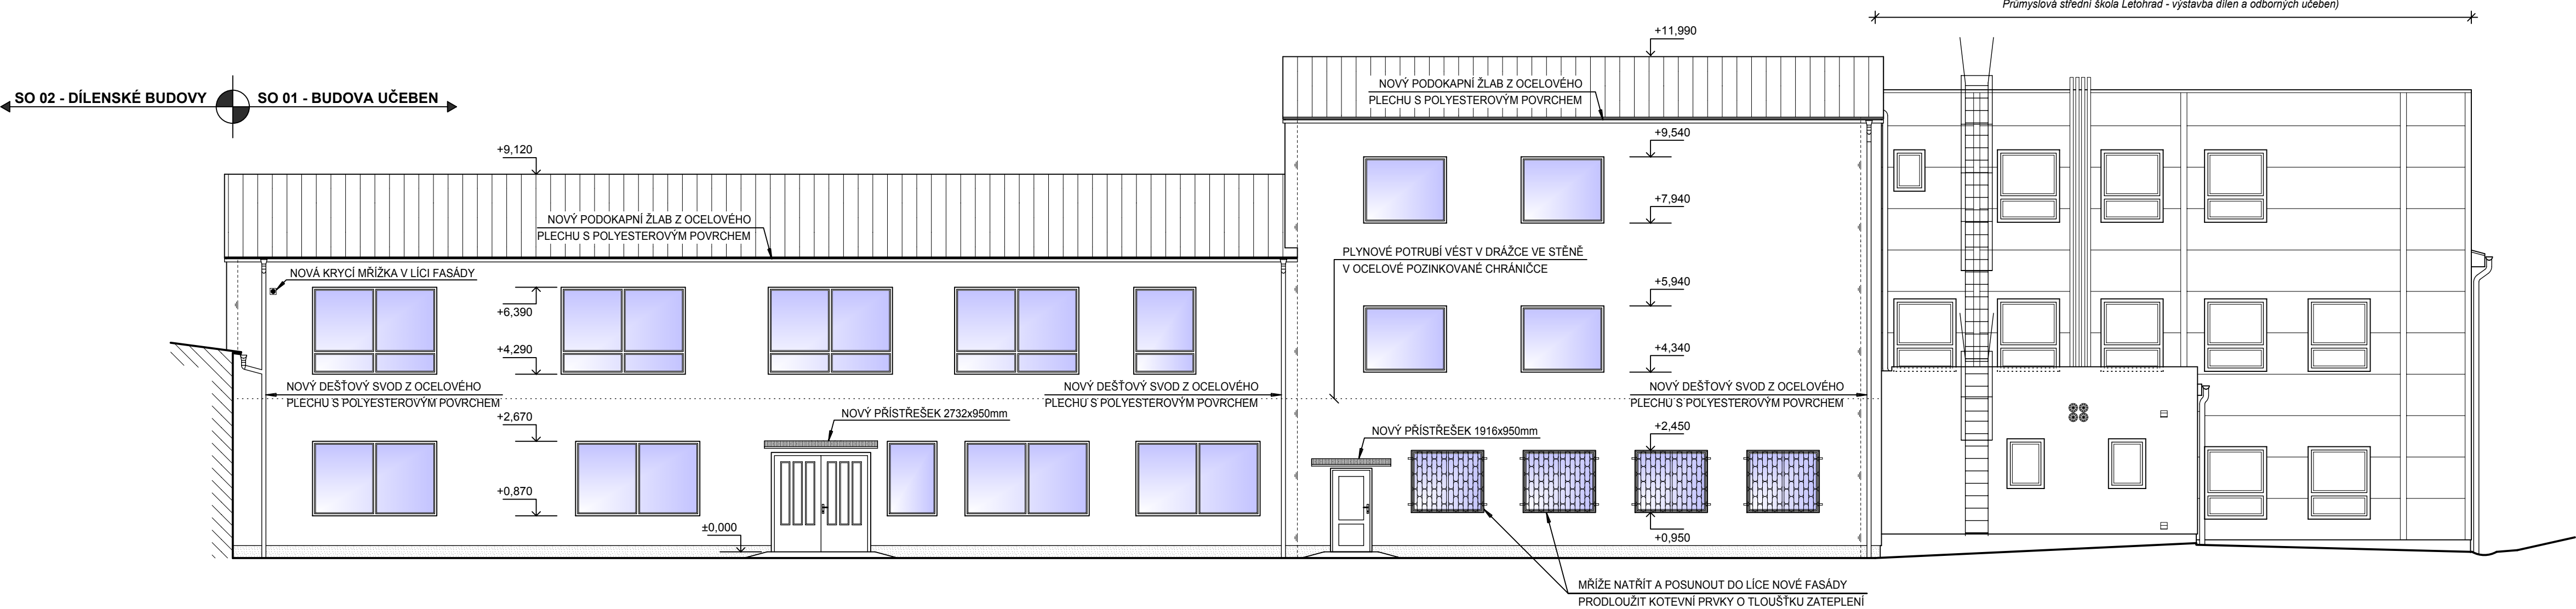 Průmyslová střední škola Letohrad - výstavba dílen a odborných učeben)
+11,990
NOVÝ PODOKAPNÍ ŽLAB Z OCELOVÉHO
PLECHU S POLYESTEROVÝM POVRCHEM
SO 02 - DÍLENSKÉ BUDOVY
SO 01 - BUDOVA UČEBEN
+9,540
+9,120
+7,940
NOVÝ PODOKAPNÍ ŽLAB Z OCELOVÉHO
PLECHU S POLYESTEROVÝM POVRCHEM
PLYNOVÉ POTRUBÍ VÉST V DRÁŽCE VE STĚNĚ
V OCELOVÉ POZINKOVANÉ CHRÁNIČCE
NOVÁ KRYCÍ MŘÍŽKA V LÍCI FASÁDY
+5,940
+6,390
+4,290
+4,340
NOVÝ DEŠŤOVÝ SVOD Z OCELOVÉHO
PLECHU S POLYESTEROVÝM POVRCHEM
NOVÝ DEŠŤOVÝ SVOD Z OCELOVÉHO
PLECHU S POLYESTEROVÝM POVRCHEM
NOVÝ DEŠŤOVÝ SVOD Z OCELOVÉHO
PLECHU S POLYESTEROVÝM POVRCHEM
+2,670
NOVÝ PŘÍSTŘEŠEK 2732x950mm
NOVÝ PŘÍSTŘEŠEK 1916x950mm
+2,450
+0,870
±0,000
+0,950
MŘÍŽE NATŘÍT A POSUNOUT DO LÍCE NOVÉ FASÁDY
PRODLOUŽIT KOTEVNÍ PRVKY O TLOUŠŤKU ZATEPLENÍ